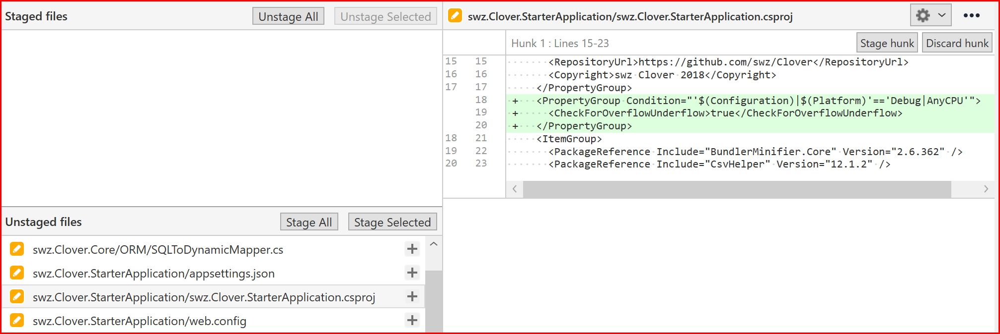 Staged files
Unstage All
Unstage Selected
Unstaged files
Stage All
Stage Selected
swz.Clover.Core/ORM/SQLToDynamicMapper.cs
swz.Clover.StarterApplication/appsettings.json
swz.Clover.StarterApplication/swz.Clover.StarterApplication.csproj
swz.Clover.StarterApplication/web.config
swz.Clover.StarterApplication/swz.Clover.StarterApplication.csproj
Hunk 1 : Lines 15-23
Stage hunk
Discard hunk
15 15 <RepositoryUrl>https://github.com/swz/Clover</RepositoryUrl>
16 16 <Copyright>swz Clover 2018</Copyright>
17 17 </PropertyGroup>
18 + <PropertyGroup Condition="'$(Configuration)|$(Platform)'=='Debug|AnyCPU'">
19 + <CheckForOverflowUnderflow>true</CheckForOverflowUnderflow>
20 + </PropertyGroup>
18 21 <ItemGroup>
19 22 <PackageReference Include="BundlerMinifier.Core" Version="2.6.362" />
20 23 <PackageReference Include="CsvHelper" Version="12.1.2" />